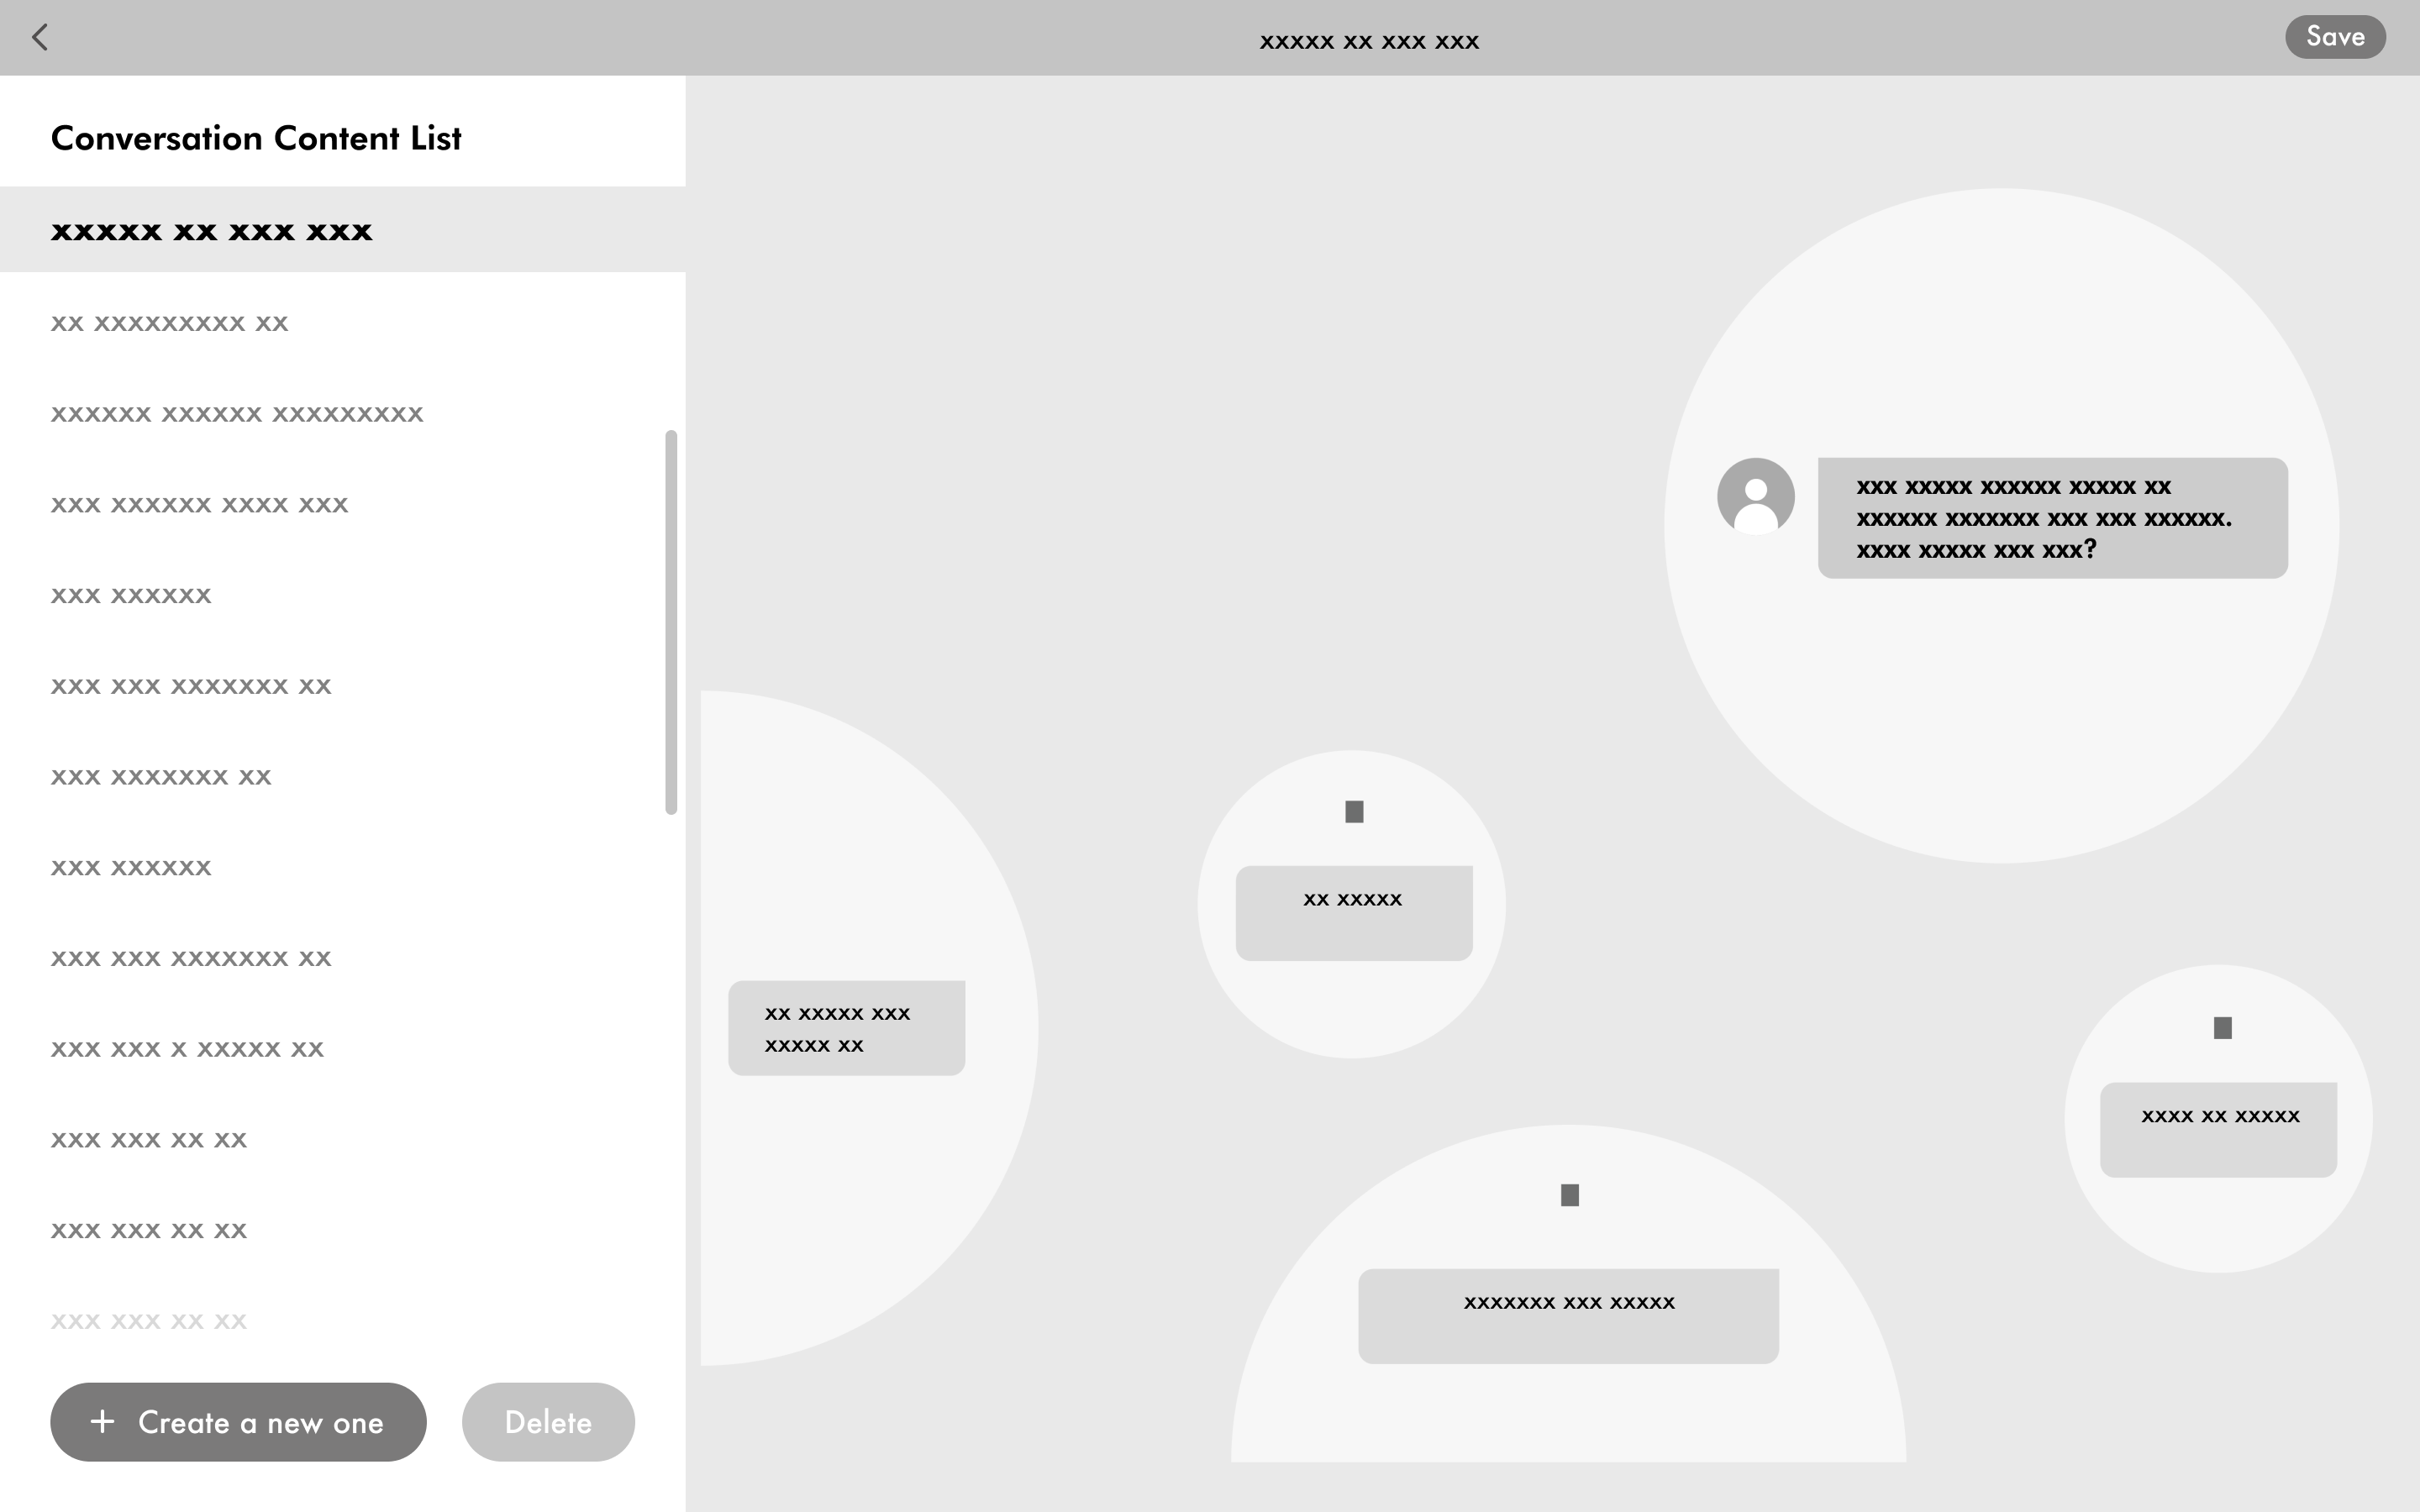 xxxxx xx xxx xxx
Save
Conversation Content List
xxxxx xx xxx xxx
xx xxxxxxxxx xx
xxxxxx xxxxxx xxxxxxxxx
xxx xxxxxx xxxx xxx
xxx xxxxxx
xxx xxx xxxxxxx xx
xxx xxxxxxx xx
xxx xxxxxx
xxx xxx xxxxxxx xx
xxx xxx x xxxxx xx
xxx xxx xx xx
xxx xxx xx xx
xxx xxx xx xx
+ Create a new one
Delete
xxx xxxxx xxxxxx xxxxx xx
xxxxxx xxxxxxx xxx xxx xxxxxx.
xxxx xxxxx xxx xxx?
xx xxxxx
xx xxxxx xxx
xxxxx xx
xxxx xx xxxxx
xxxxxxx xxx xxxxx